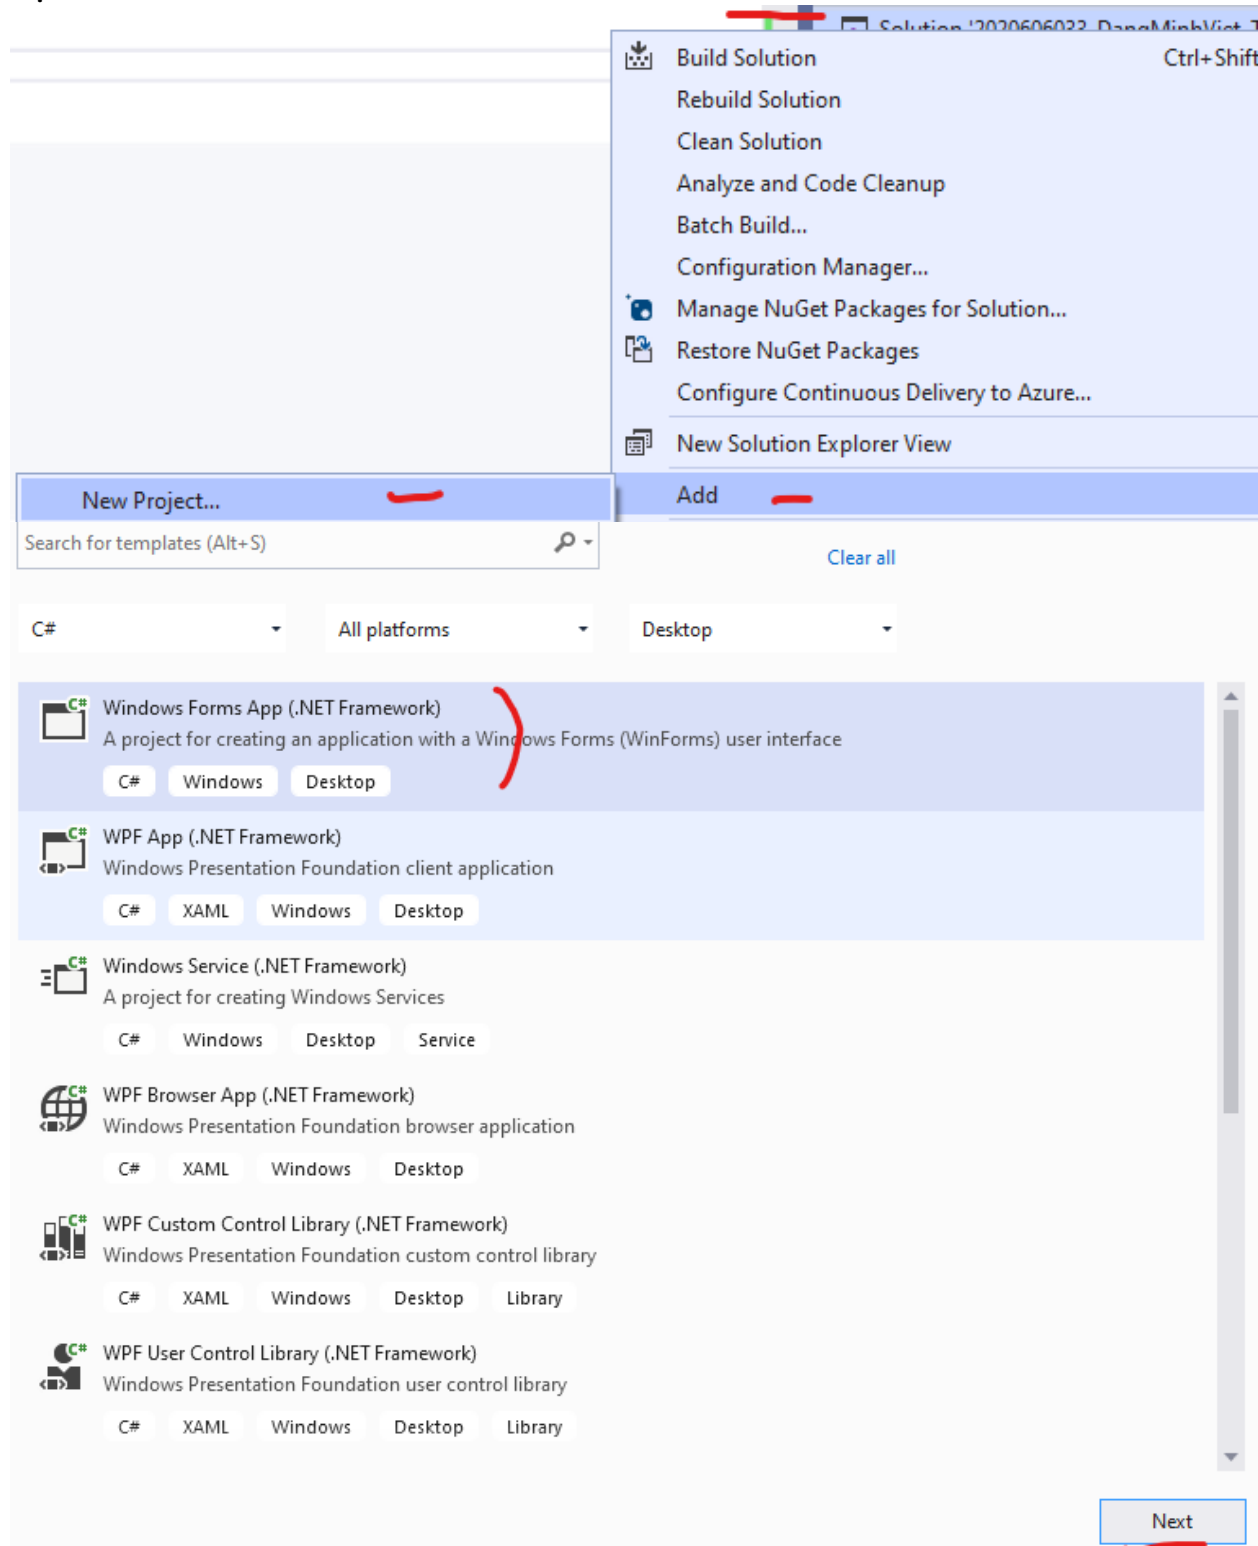 Solution '2020606033_DangMinhViet_T
Build Solution Ctrl+Shift
Rebuild Solution
Clean Solution
Analyze and Code Cleanup
Batch Build...
Configuration Manager...
Manage NuGet Packages for Solution...
Restore NuGet Packages
Configure Continuous Delivery to Azure...
New Solution Explorer View
New Project... Add
Search for templates (Alt+S)
Clear all
C# All platforms Desktop
Windows Forms App (.NET Framework)
A project for creating an application with a Windows Forms (WinForms) user interface
C# Windows Desktop
WPF App (.NET Framework)
Windows Presentation Foundation client application
C# XAML Windows Desktop
Windows Service (.NET Framework)
A project for creating Windows Services
C# Windows Desktop Service
WPF Browser App (.NET Framework)
Windows Presentation Foundation browser application
C# XAML Windows Desktop
WPF Custom Control Library (.NET Framework)
Windows Presentation Foundation custom control library
C# XAML Windows Desktop Library
WPF User Control Library (.NET Framework)
Windows Presentation Foundation user control library
C# XAML Windows Desktop Library
Next